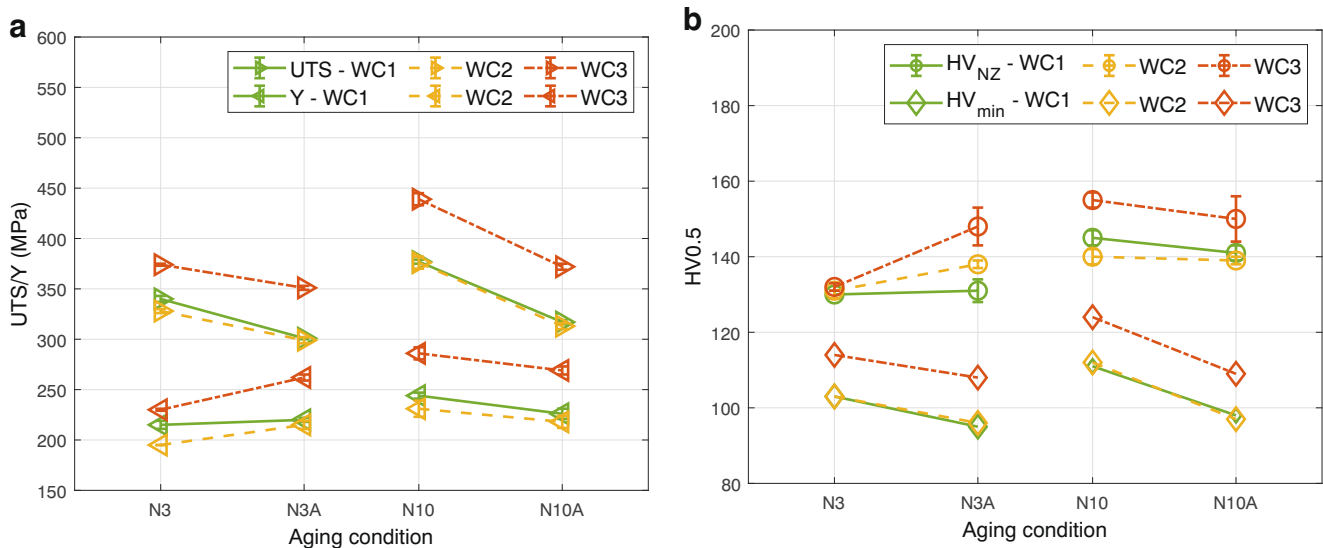 a
600
550
500
450
400
350
300
250
200
150
UTS/Y (MPa)
UTS - WC1 WC2 WC3
Y - WC1 WC2 WC3
N3 N3A N10 N10A
Aging condition
b
200
180
160
140
120
100
80
HV0.5
HV_NZ - WC1 WC2 WC3
HV_min - WC1 WC2 WC3
N3 N3A N10 N10A
Aging condition